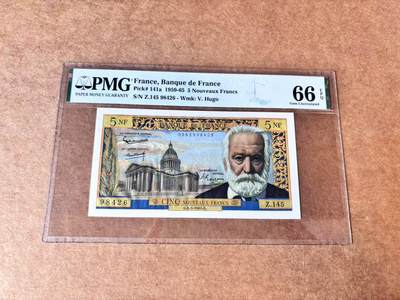 PMG
PAPER MONEY GUARANTY
France, Banque de France
Pick# 141a 1959-65 5 Nouveaux Francs
S/N Z.145 98426 - Wmk: V. Hugo
66 EPQ
Gem Uncirculated
5 NF
5 NF
98426
CINQ NOUVEAUX FRANCS
Z.145